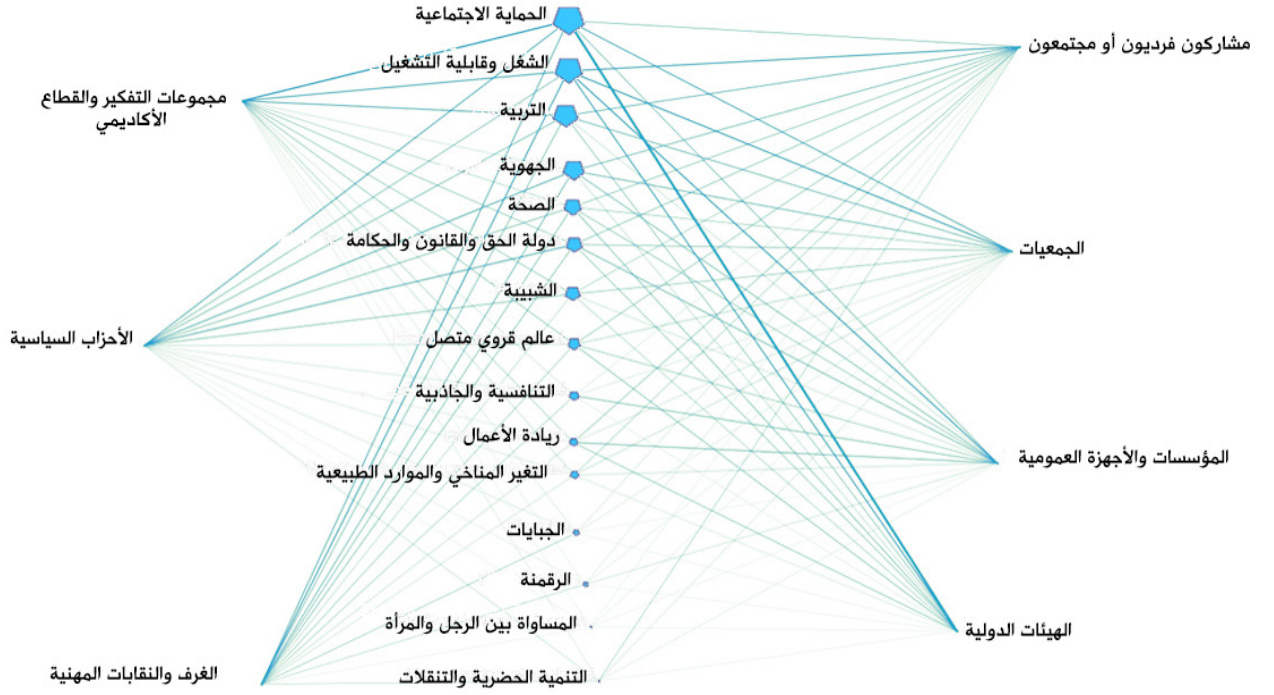 الحماية الاجتماعية
الشغل وقابلية التشغيل
التربية
الجهوية
الصحة
دولة الحق والقانون والحكامة
الشبيبة
عالم قروي متصل
التنافسية والجاذبية
ريادة الأعمال
التغير المناخي والموارد الطبيعية
الجبايات
الرقمنة
المساواة بين الرجل والمرأة
التنمية الحضرية والتنقلات
مشاركون فرديون أو مجتمعون
الجمعيات
المؤسسات والأجهزة العمومية
الهيئات الدولية
مجموعات التفكير والقطاع
الأكاديمي
الأحزاب السياسية
الغرف والنقابات المهنية